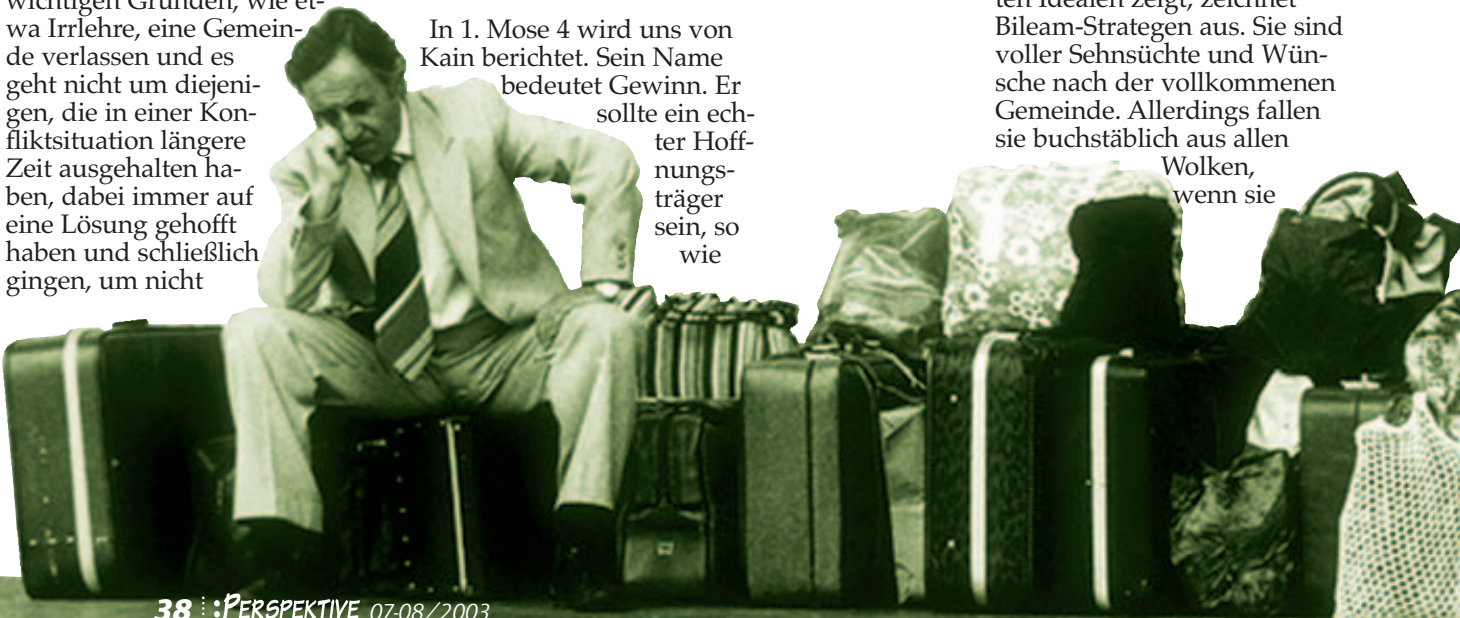 wichtigen Gründen, wie et-
wa Irrlehre, eine Gemein-
de verlassen und es
geht nicht um diejeni-
gen, die in einer Kon-
fliktsituation längere
Zeit ausgehalten ha-
ben, dabei immer auf
eine Lösung gehofft
haben und schließlich
gingen, um nicht
In 1. Mose 4 wird uns von
Kain berichtet. Sein Name
bedeutet Gewinn. Er
sollte ein ech-
ter Hoff-
nungs-
träger
sein, so
wie
ten Idealen zeigt, zeichnet
Bileam-Strategen aus. Sie sind
voller Sehnsüchte und Wün-
sche nach der vollkommenen
Gemeinde. Allerdings fallen
sie buchstäblich aus allen
Wolken,
wenn sie
38 :PERSPEKTIVE 07-08/2003